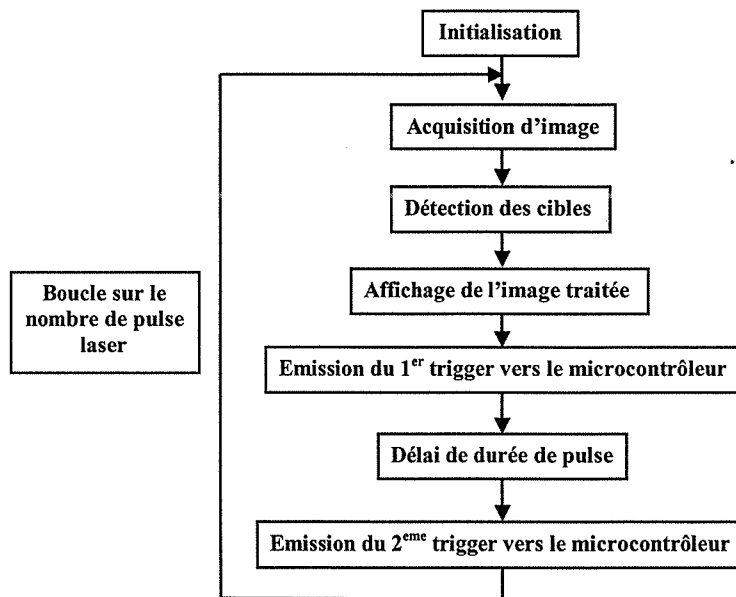 Initialisation
Acquisition d'image
Détection des cibles
Affichage de l'image traitée
Boucle sur le
nombre de pulse
laser
Emission du 1er trigger vers le microcontrôleur
Délai de durée de pulse
Emission du 2eme trigger vers le microcontrôleur